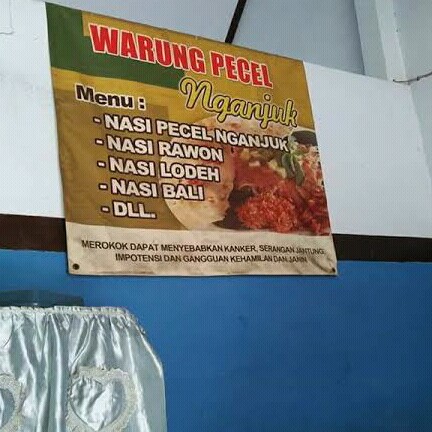 WARUNG PECEL
Nganjuk
Menu :
- NASI PECEL NGANJUK
- NASI RAWON
- NASI LODEH
- NASI BALI
- DLL.
MEROKOK DAPAT MENYEBABKAN KANKER, SERANGAN JANTUNG,
IMPOTENSI DAN GANGGUAN KEHAMILAN DAN JANIN